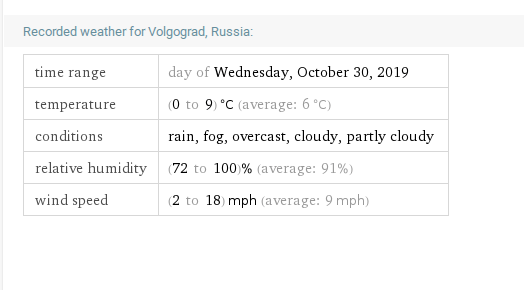 Recorded weather for Volgograd, Russia:
time range day of Wednesday, October 30, 2019
temperature (0 to 9) °C (average: 6 °C)
conditions rain, fog, overcast, cloudy, partly cloudy
relative humidity (72 to 100)% (average: 91%)
wind speed (2 to 18) mph (average: 9 mph)